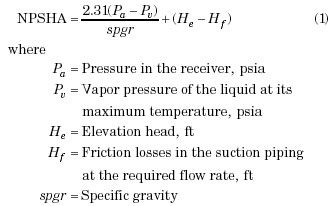 NPSHA = 2.31(Pₐ − Pᵥ) / spgr + (Hₑ − H_f) (1)
where
Pₐ = Pressure in the receiver, psia
Pᵥ = Vapor pressure of the liquid at its
maximum temperature, psia
Hₑ = Elevation head, ft
H_f = Friction losses in the suction piping
at the required flow rate, ft
spgr = Specific gravity